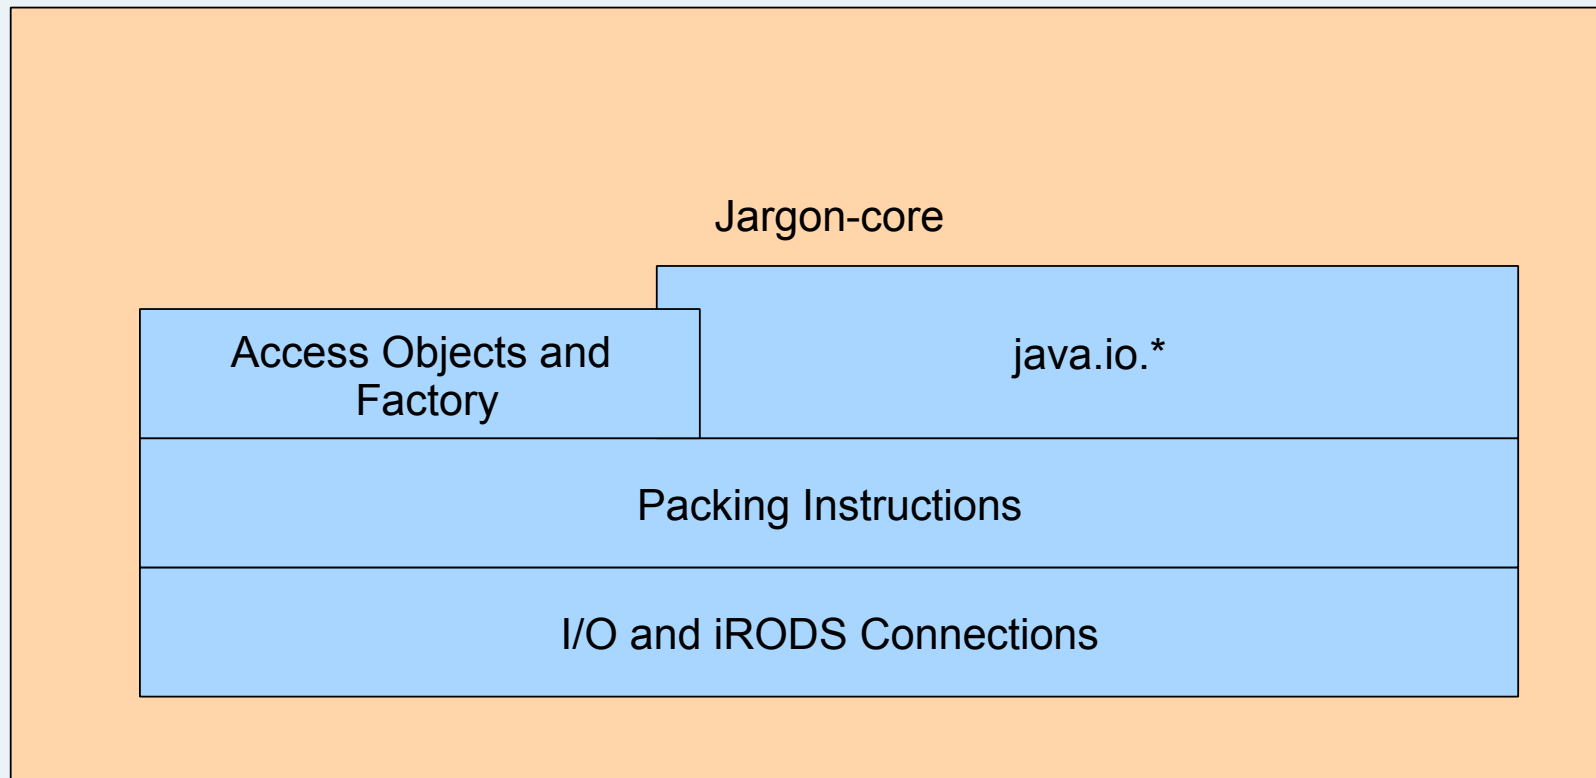 Jargon-core
Access Objects and
Factory
java.io.*
Packing Instructions
I/O and iRODS Connections